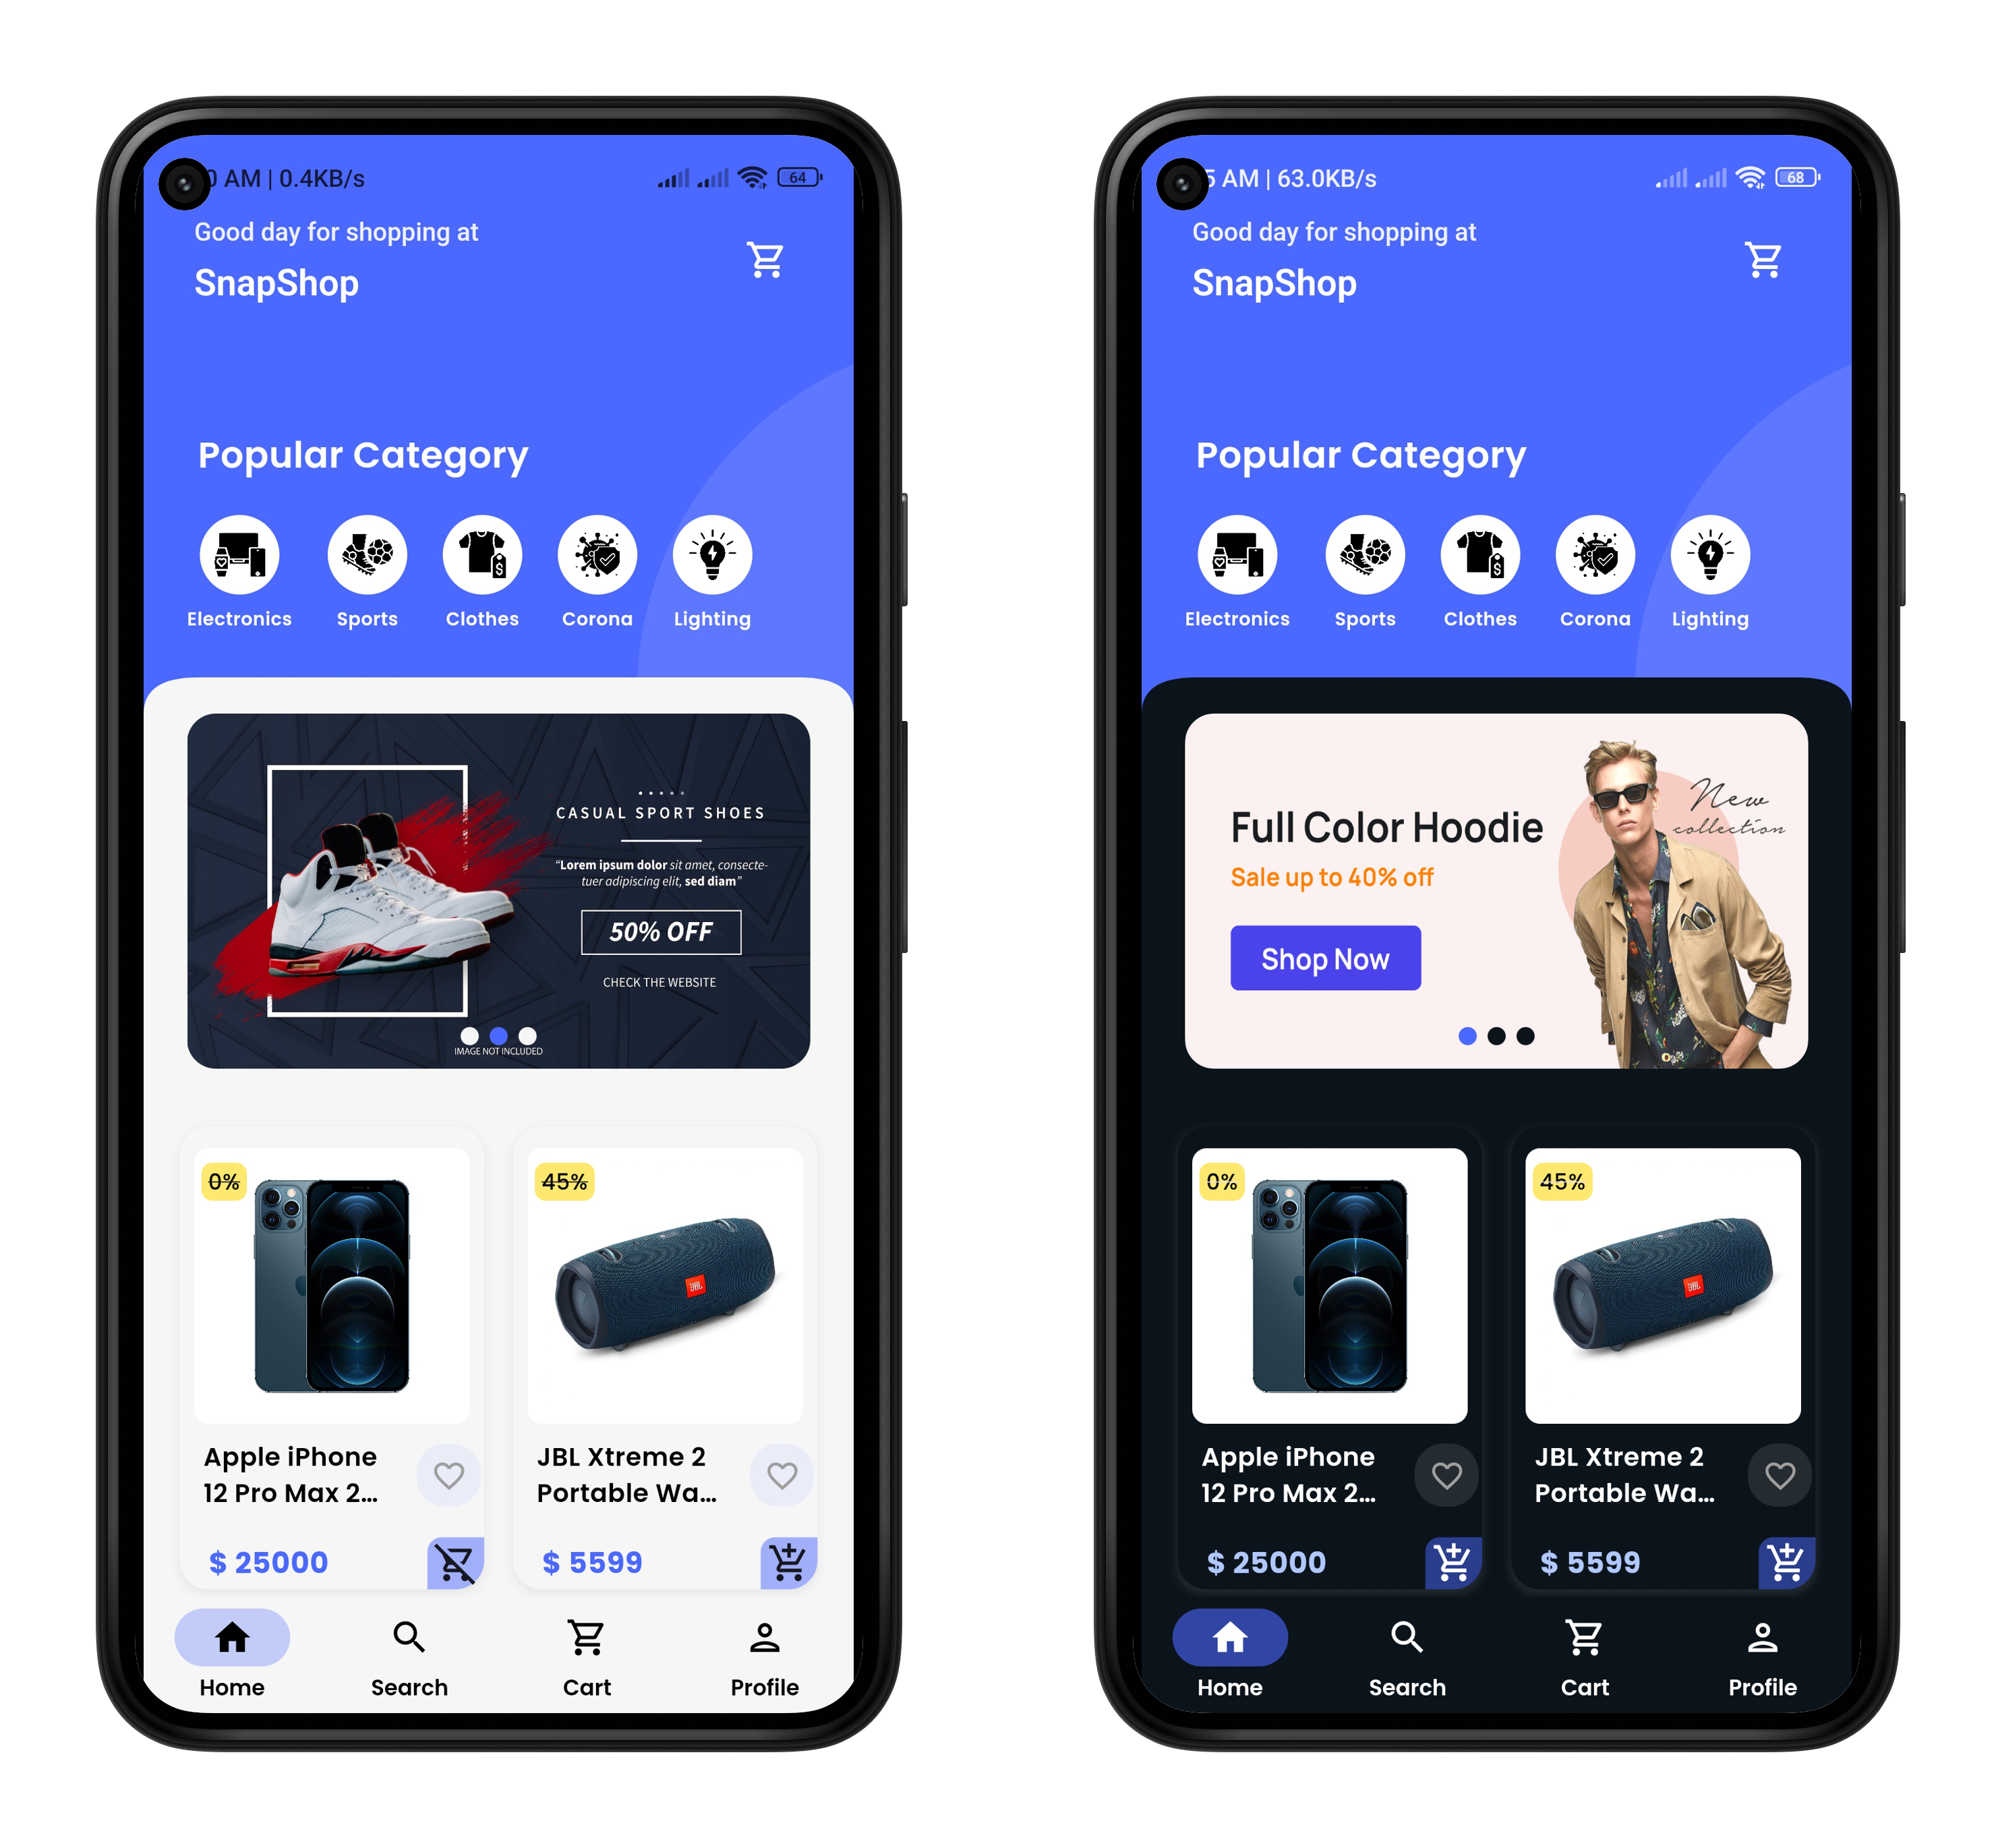 0 AM | 0.4KB/s
64
Good day for shopping at
SnapShop
Popular Category
Electronics
Sports
Clothes
Corona
Lighting
CASUAL SPORT SHOES
“Lorem ipsum dolor sit amet, consecte-
tuer adipiscing elit, sed diam”
50% OFF
CHECK THE WEBSITE
IMAGE NOT INCLUDED
0%
45%
JBL
Apple iPhone
12 Pro Max 2...
JBL Xtreme 2
Portable Wa...
$ 25000
$ 5599
Home
Search
Cart
Profile
5 AM | 63.0KB/s
68
Good day for shopping at
SnapShop
Popular Category
Electronics
Sports
Clothes
Corona
Lighting
New
collection
Full Color Hoodie
Sale up to 40% off
Shop Now
0%
45%
JBL
Apple iPhone
12 Pro Max 2...
JBL Xtreme 2
Portable Wa...
$ 25000
$ 5599
Home
Search
Cart
Profile